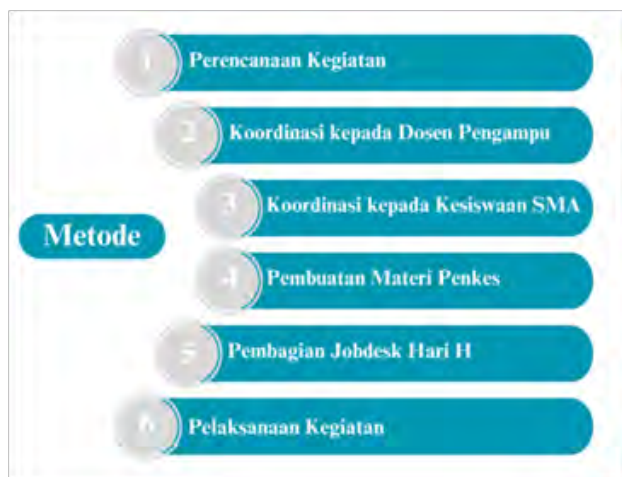 1 Perencanaan Kegiatan
2 Koordinasi kepada Dosen Pengampu
3 Koordinasi kepada Kesiswaan SMA
Metode
4 Pembuatan Materi Penkes
5 Pembagian Jobdesk Hari H
6 Pelaksanaan Kegiatan